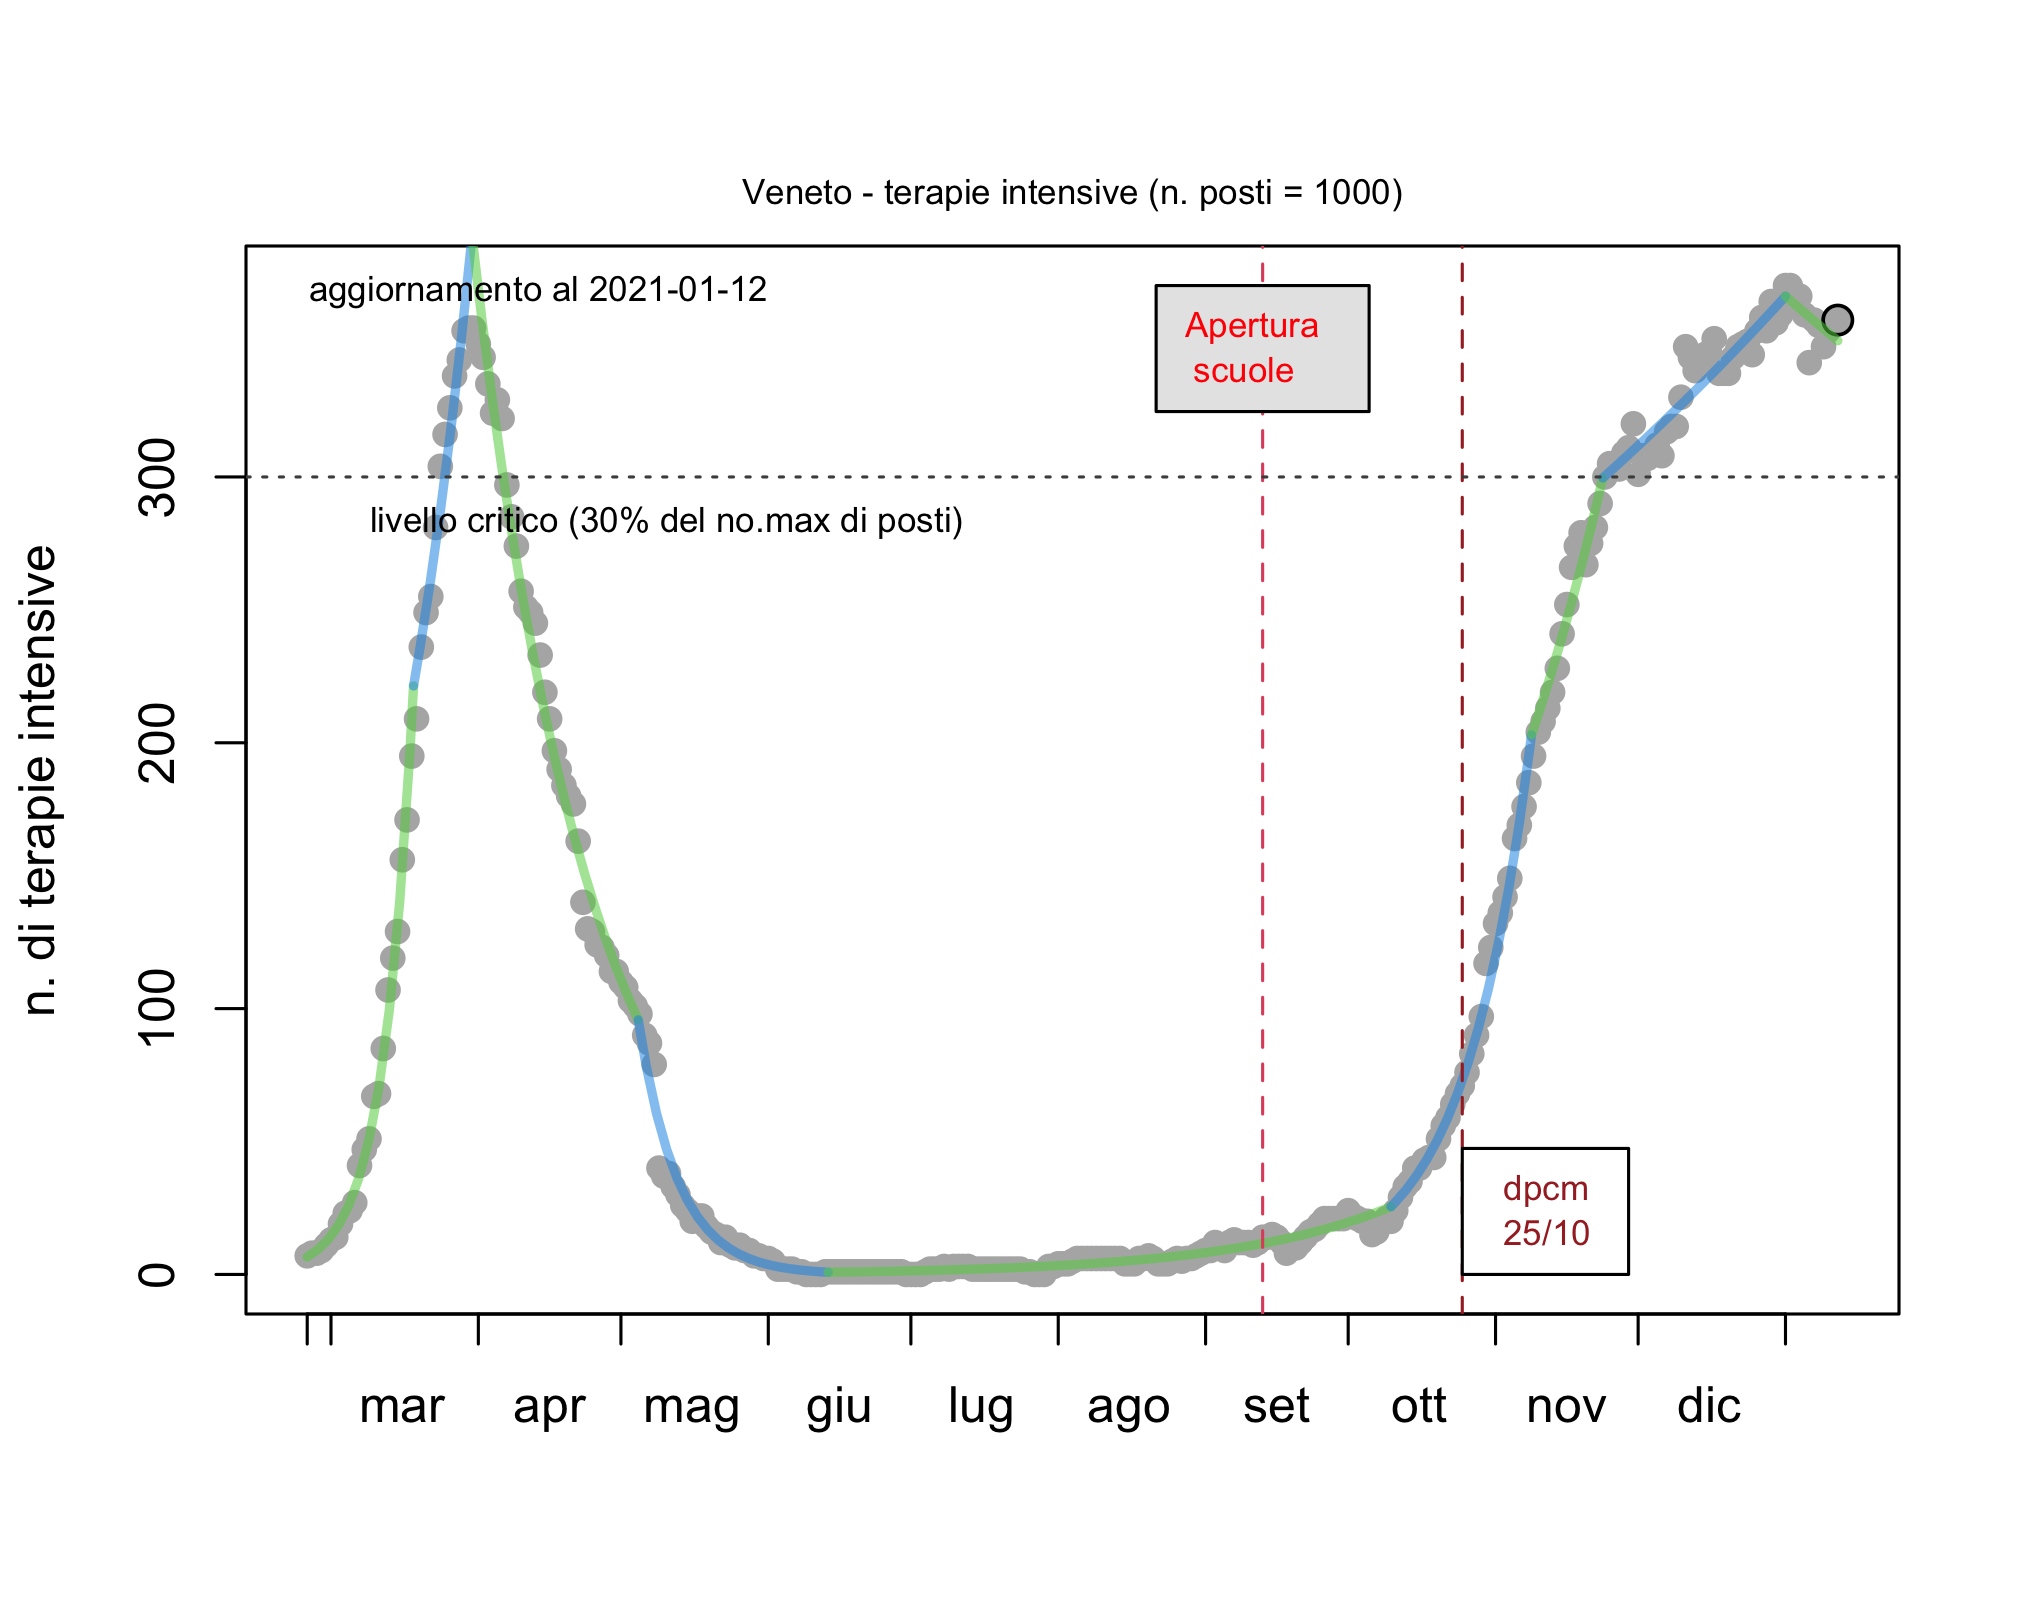 Veneto - terapie intensive (n. posti = 1000)
aggiornamento al 2021-01-12
Apertura
scuole
livello critico (30% del no.max di posti)
n. di terapie intensive
300
200
100
0
dpcm
25/10
mar apr mag giu lug ago set ott nov dic